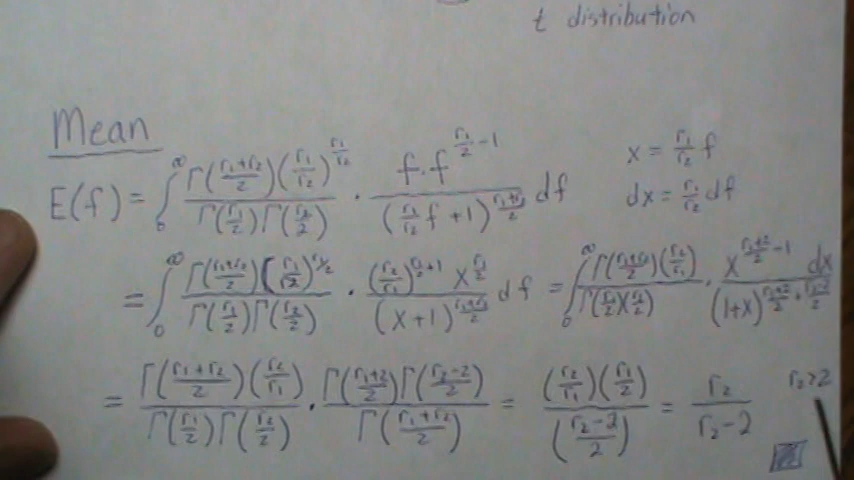 t distribution
Mean
E(f) = ∫₀^∞ Γ((r₁+r₂)/2)(r₁/r₂)^(r₁/r₂) / Γ(r₁/2)Γ(r₂/2) · f·f^(r₁/2 −1) / (r₁/r₂ f + 1)^((r₁+r₂)/2) df
x = r₁/r₂ f
dx = r₁/r₂ df
= ∫₀^∞ Γ((r₁+r₂)/2)(r₁/r₂)^(r₁/2) / Γ(r₁/2)Γ(r₂/2) · (r₂/r₁)^(r₁/2 +1) x^(r₁/2) / (x+1)^((r₁+r₂)/2) df = ∫₀^∞ Γ((r₁+r₂)/2)(r₂/r₁) / Γ(r₁/2)(r₂/2) · x^((r₁+2)/2 −1) dx / (1+x)^((r₁+2)/2 + (r₂−2)/2)
= Γ((r₁+r₂)/2)(r₂/r₁) / Γ(r₁/2)Γ(r₂/2) · Γ((r₁+2)/2)Γ((r₂−2)/2) / Γ((r₁+r₂)/2) = (r₂/r₁)(r₁/2) / ((r₂−2)/2) = r₂ / (r₂−2) r₂>2